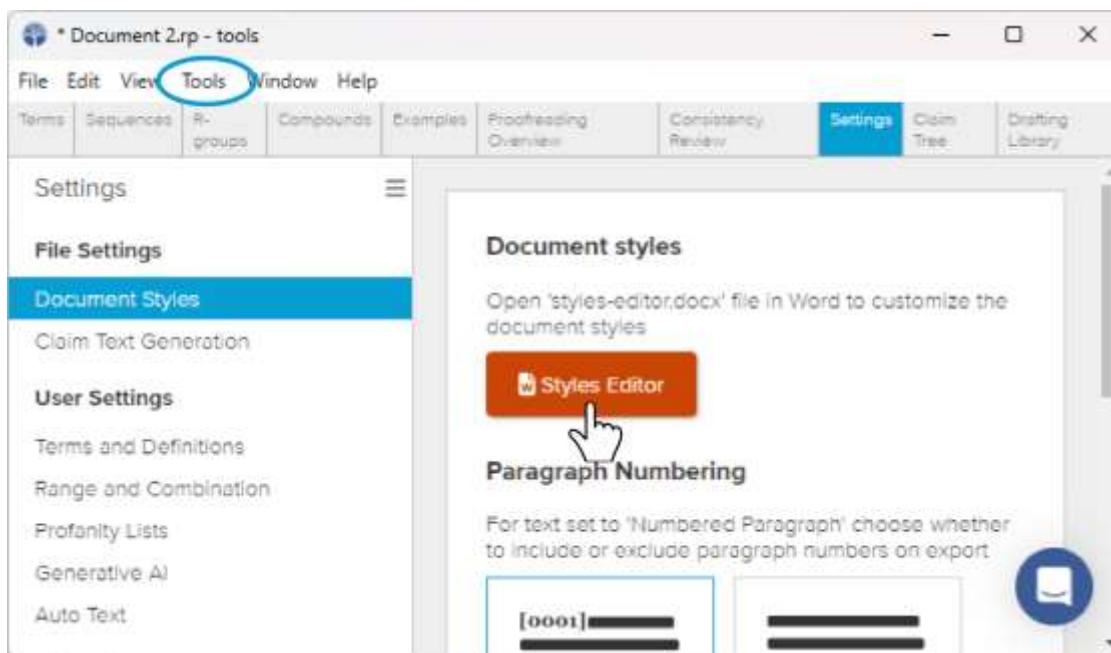 * Document 2.rp - tools
File Edit View Tools Window Help
Terms Sequences R-groups Compounds Examples Proofreading Overview Consistency Review Settings Claim Tree Drafting Library
Settings
File Settings
Document Styles
Claim Text Generation
User Settings
Terms and Definitions
Range and Combination
Profanity Lists
Generative AI
Auto Text
Document styles
Open 'styles-editor.docx' file in Word to customize the
document styles
Styles Editor
Paragraph Numbering
For text set to 'Numbered Paragraph' choose whether
to include or exclude paragraph numbers on export
[0001]